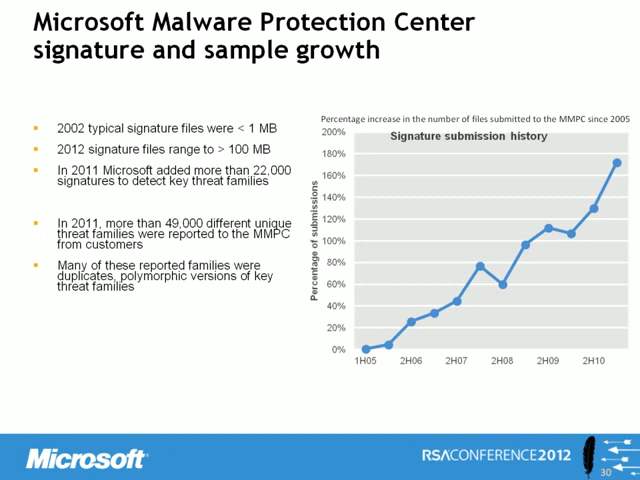 Microsoft Malware Protection Center
signature and sample growth
2002 typical signature files were < 1 MB
2012 signature files range to > 100 MB
In 2011 Microsoft added more than 22,000
signatures to detect key threat families
In 2011, more than 49,000 different unique
threat families were reported to the MMPC
from customers
Many of these reported families were
duplicates, polymorphic versions of key
threat families
Percentage increase in the number of files submitted to the MMPC since 2005
Signature submission history
Percentage of submissions
200%
180%
160%
140%
120%
100%
80%
60%
40%
20%
0%
1H05 2H06 2H07 2H08 2H09 2H10
Microsoft
RSACONFERENCE2012
30